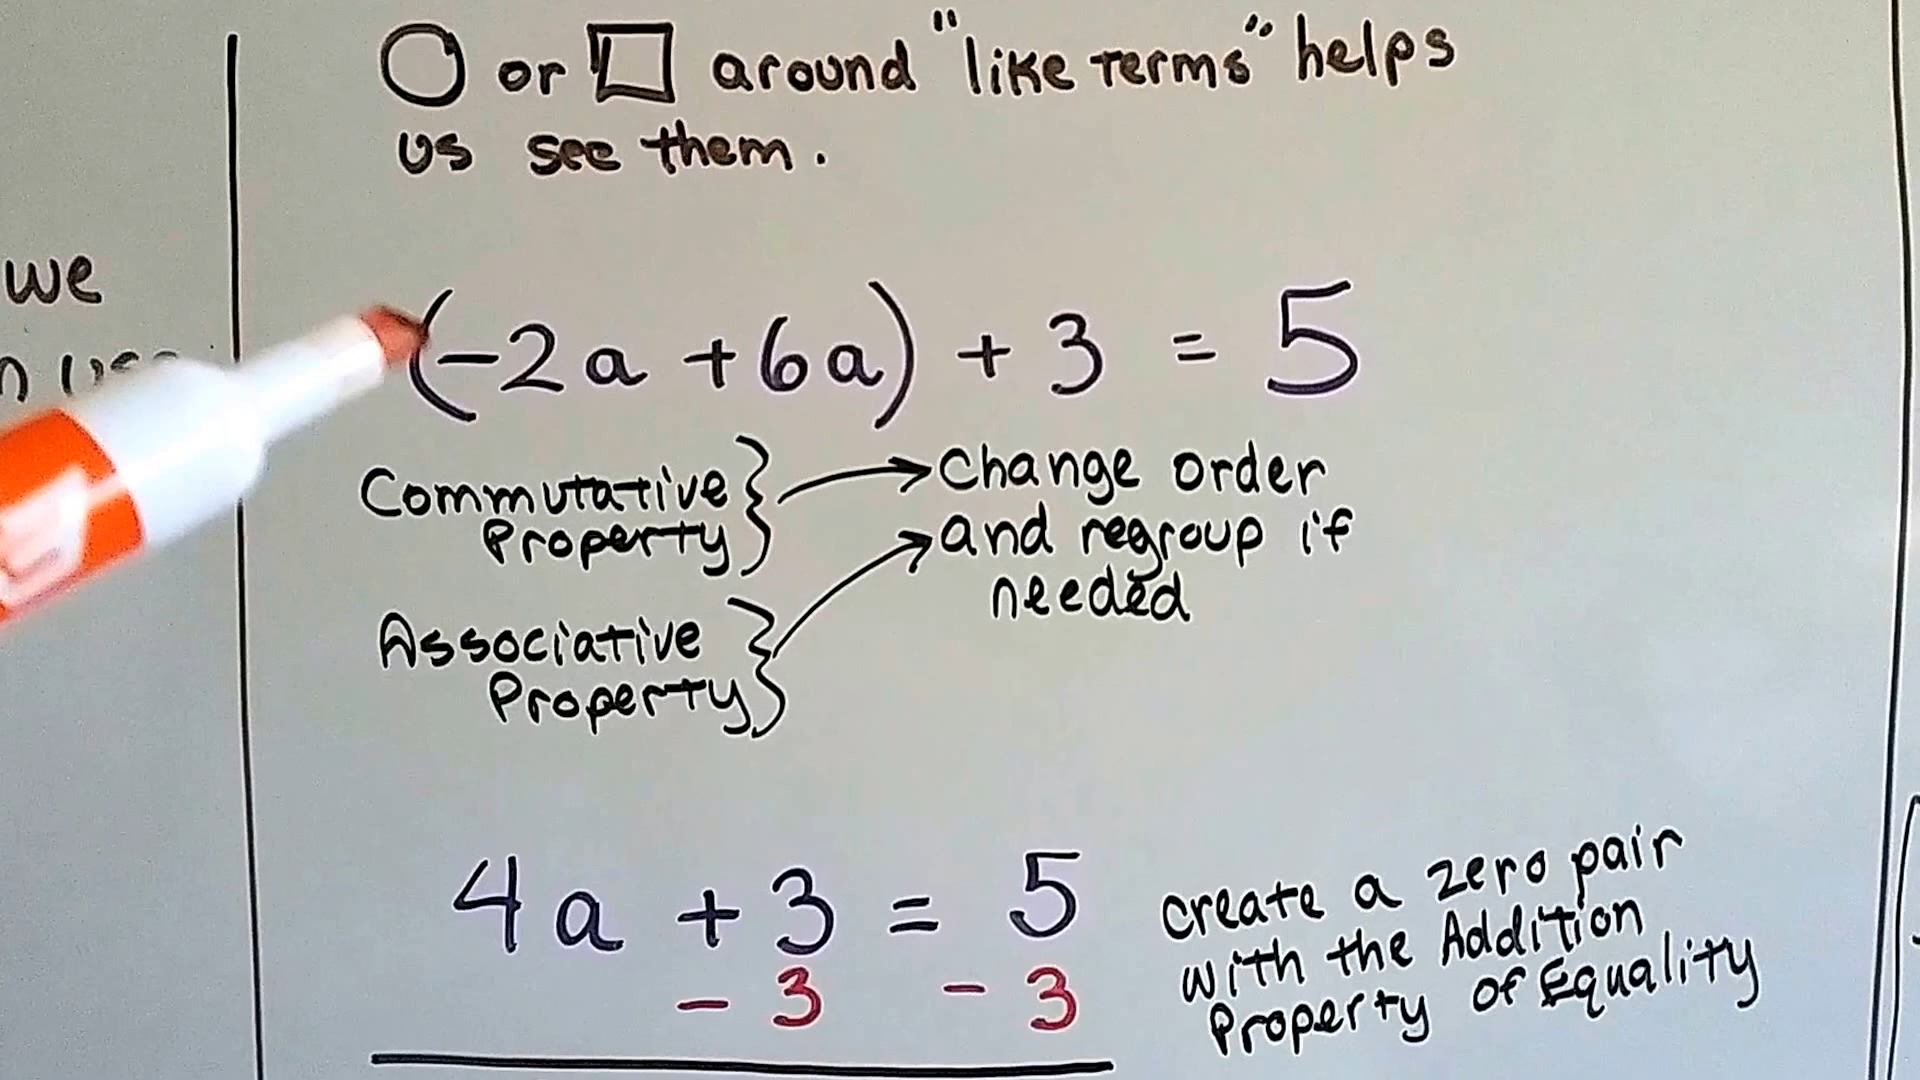 ○ or □ around "like terms" helps
us see them.
we
(-2a + 6a) + 3 = 5
Commutative
Property
change order
and regroup if
needed
Associative
Property
4a + 3 = 5
- 3 - 3
create a zero pair
with the Addition
Property of Equality